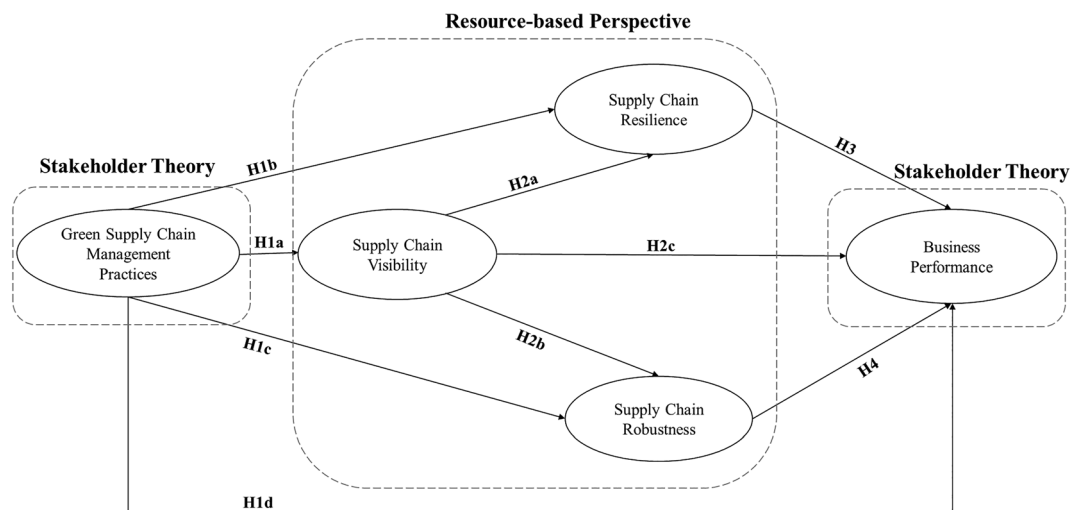 Resource-based Perspective
Supply Chain
Resilience
H3
Stakeholder Theory
H1b
Stakeholder Theory
H2a
Green Supply Chain
Management
Practices
H1a
Supply Chain
Visibility
H2c
Business
Performance
H2b
H1c
H4
Supply Chain
Robustness
H1d